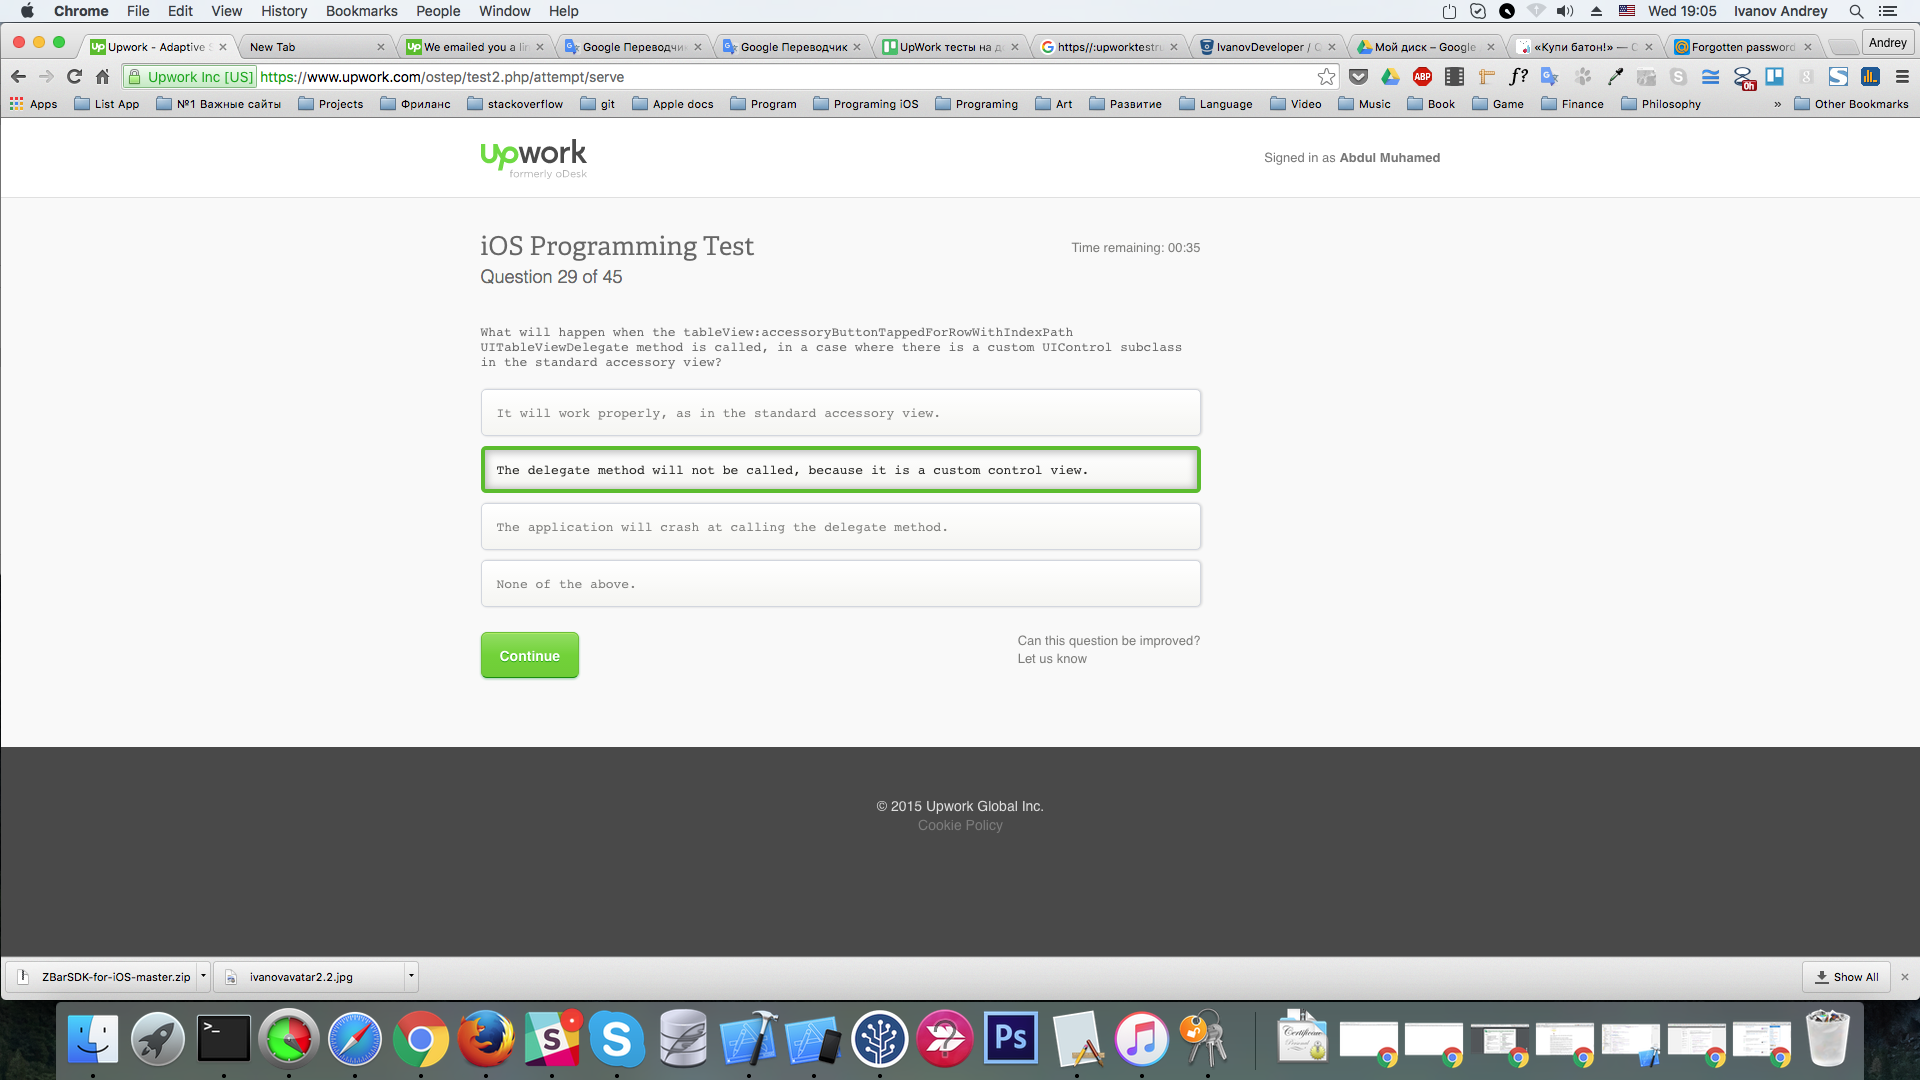 Chrome File Edit View History Bookmarks People Window Help Wed 19:05 Ivanov Andrey
Upwork - Adaptive S New Tab We emailed you a lin Google Переводчик Google Переводчик UpWork тесты на д https//:upworktestru IvanovDeveloper / C Мой диск – Google «Купи батон!» — С Forgotten password Andrey
Upwork Inc [US] https://www.upwork.com/ostep/test2.php/attempt/serve ABP f? 0h
Apps List App №1 Важные сайты Projects Фриланс stackoverflow git Apple docs Program Programing iOS Programing Art Развитие Language Video Music Book Game Finance Philosophy » Other Bookmarks
upwork
formerly oDesk
Signed in as Abdul Muhamed
iOS Programming Test
Time remaining: 00:35
Question 29 of 45
What will happen when the tableView:accessoryButtonTappedForRowWithIndexPath
UITableViewDelegate method is called, in a case where there is a custom UIControl subclass
in the standard accessory view?
It will work properly, as in the standard accessory view.
The delegate method will not be called, because it is a custom control view.
The application will crash at calling the delegate method.
None of the above.
Continue
Can this question be improved?
Let us know
© 2015 Upwork Global Inc.
Cookie Policy
ZBarSDK-for-iOS-master.zip ivanovavatar2.2.jpg Show All
Ps